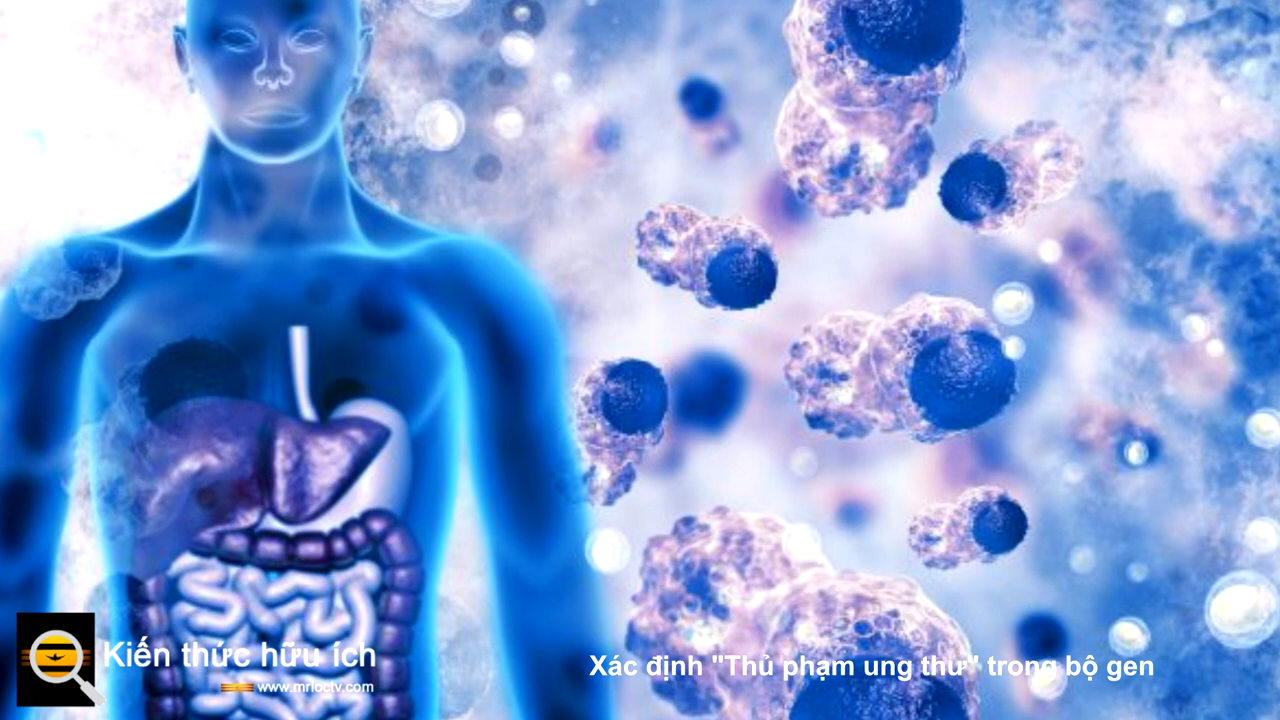 Kiến thức hữu ích
www.mrloctv.com
Xác định "Thủ phạm ung thư" trong bộ gen